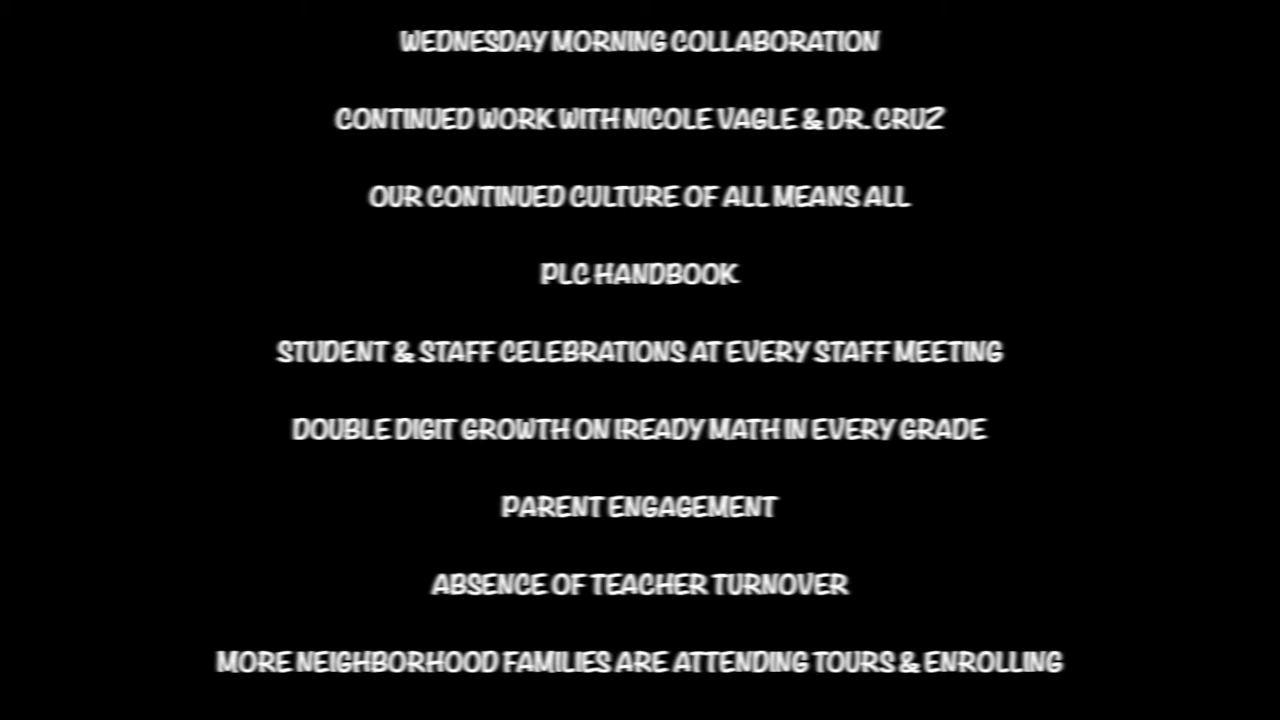 WEDNESDAY MORNING COLLABORATION
CONTINUED WORK WITH NICOLE VAGLE & DR. CRUZ
OUR CONTINUED CULTURE OF ALL MEANS ALL
PLC HANDBOOK
STUDENT & STAFF CELEBRATIONS AT EVERY STAFF MEETING
DOUBLE DIGIT GROWTH ON IREADY MATH IN EVERY GRADE
PARENT ENGAGEMENT
ABSENCE OF TEACHER TURNOVER
MORE NEIGHBORHOOD FAMILIES ARE ATTENDING TOURS & ENROLLING